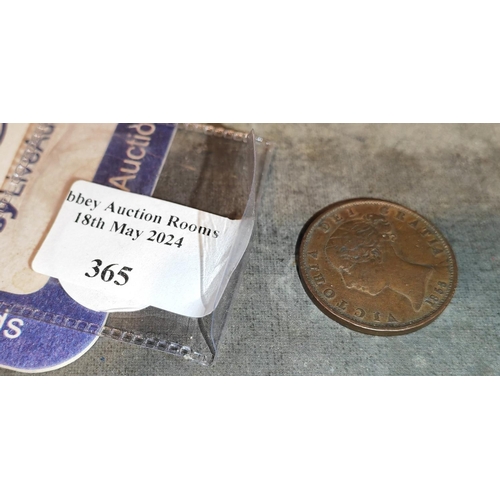 bbey Auction Rooms
18th May 2024
365
VICTORIA DEI GRATIA
Auctio